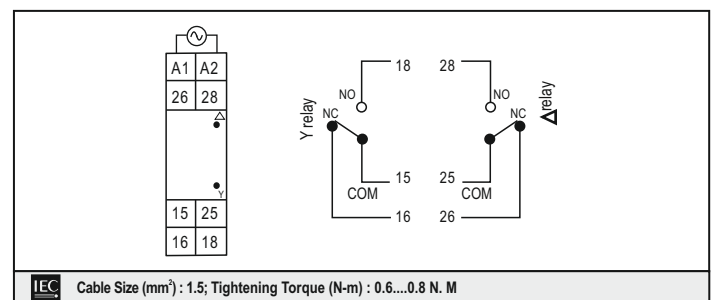 A1 A2
26 28
Δ
Y
15 25
16 18
Y relay
NO
NC
COM
18
15
16
28
25
26
NO
NC
COM
Δ relay
IEC Cable Size (mm²) : 1.5; Tightening Torque (N-m) : 0.6....0.8 N. M